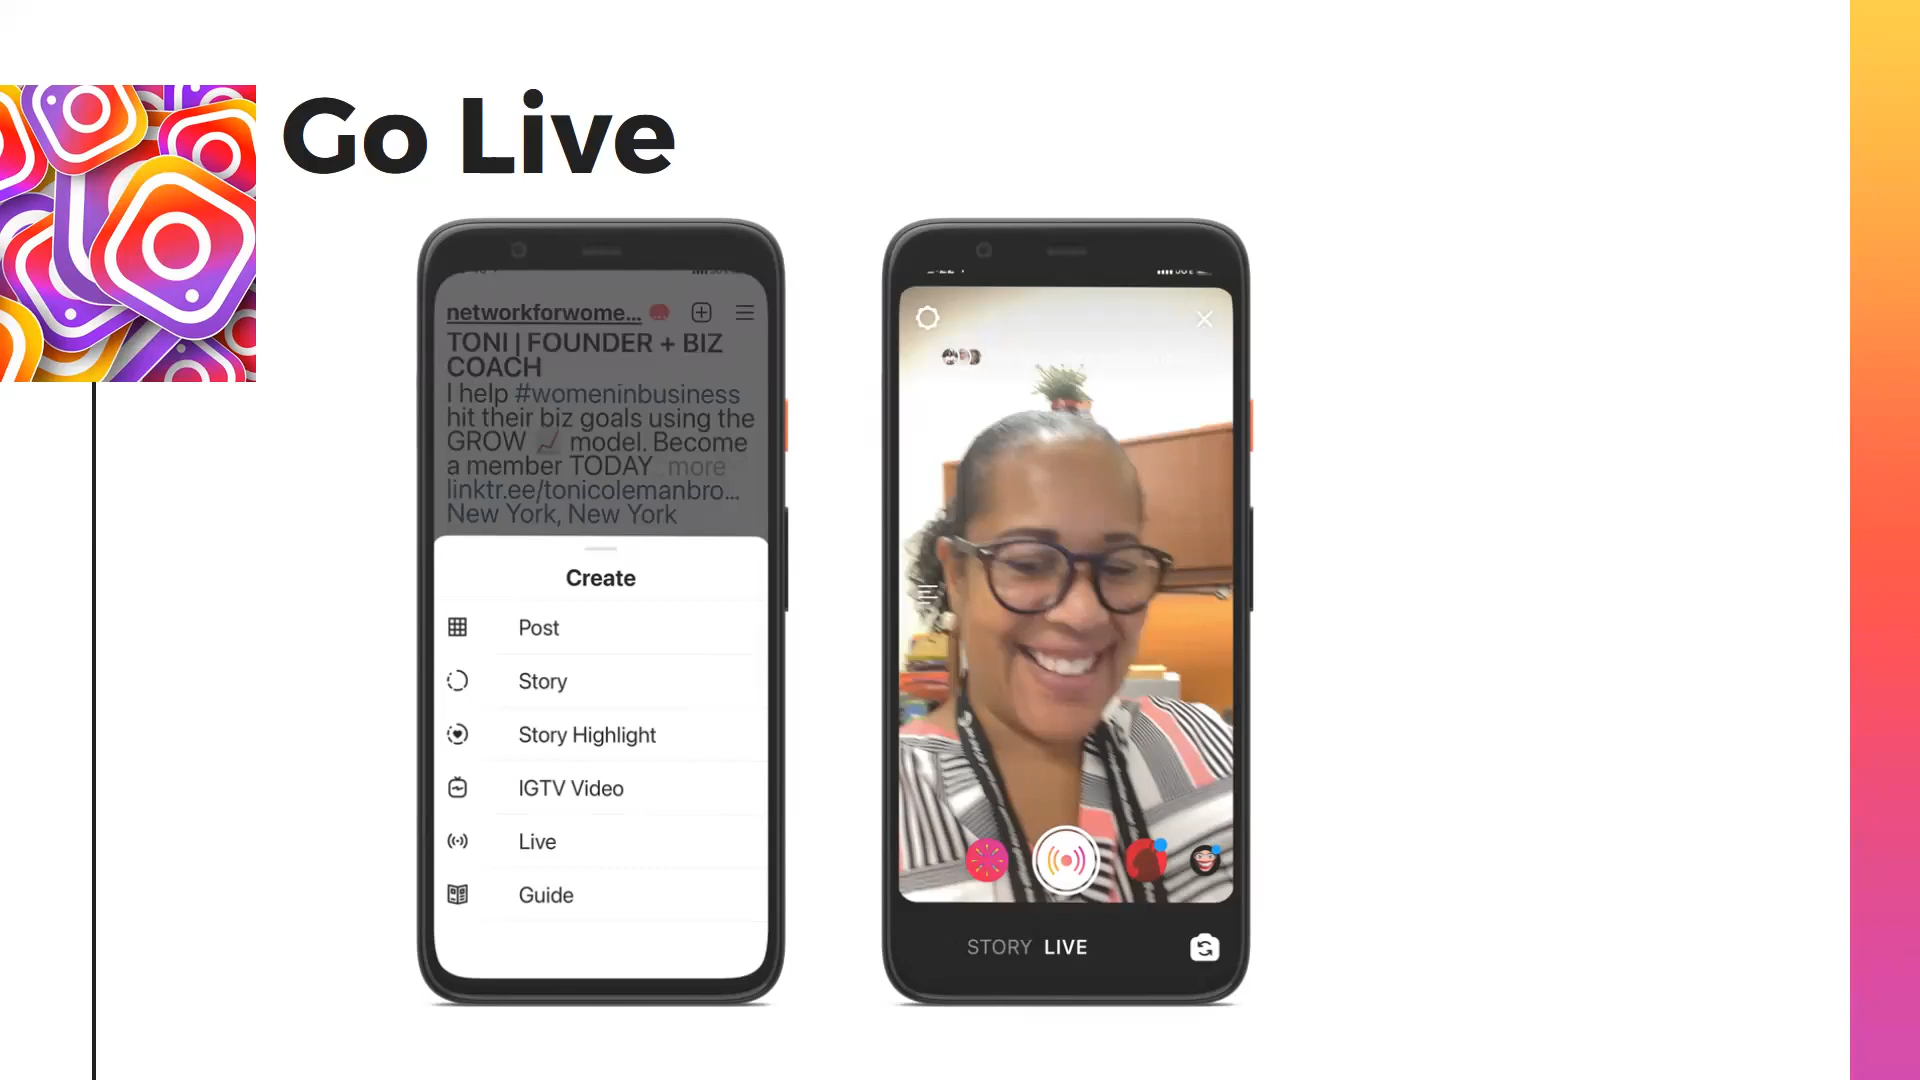 Go Live
networkforwome...
TONI | FOUNDER + BIZ
COACH
I help #womeninbusiness
hit their biz goals using the
GROW 📈 model. Become
a member TODAY more
linktr.ee/tonicolemanbro...
New York, New York
Create
Post
Story
Story Highlight
IGTV Video
Live
Guide
STORY LIVE